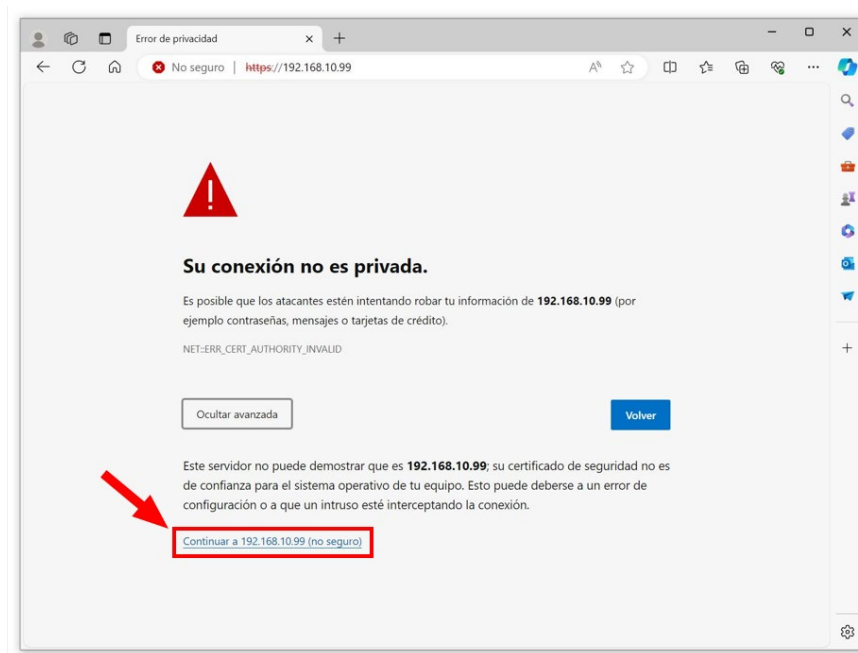 Error de privacidad
No seguro | https://192.168.10.99
Su conexión no es privada.
Es posible que los atacantes estén intentando robar tu información de 192.168.10.99 (por
ejemplo contraseñas, mensajes o tarjetas de crédito).
NET::ERR_CERT_AUTHORITY_INVALID
Ocultar avanzada
Volver
Este servidor no puede demostrar que es 192.168.10.99; su certificado de seguridad no es
de confianza para el sistema operativo de tu equipo. Esto puede deberse a un error de
configuración o a que un intruso esté interceptando la conexión.
Continuar a 192.168.10.99 (no seguro)